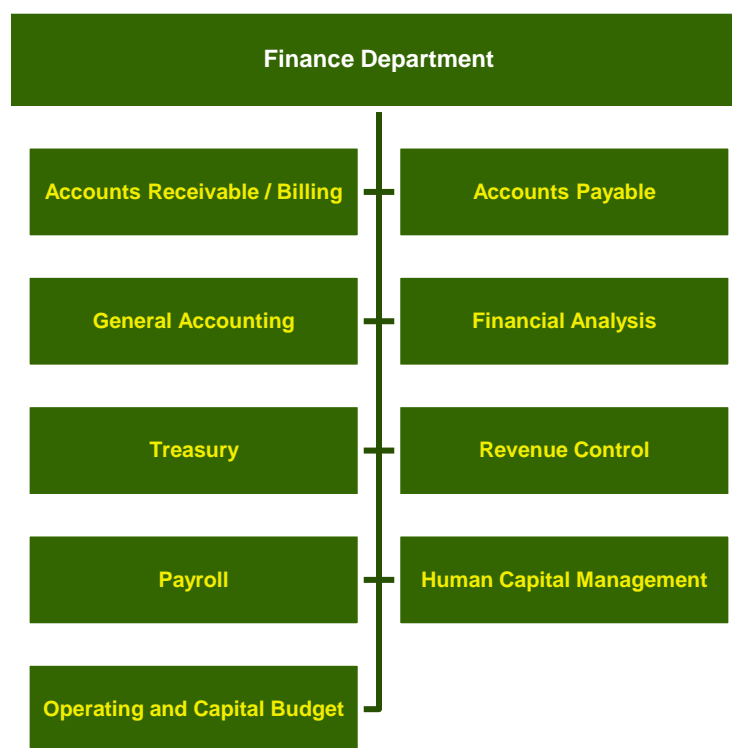 Finance Department
Accounts Receivable / Billing
Accounts Payable
General Accounting
Financial Analysis
Treasury
Revenue Control
Payroll
Human Capital Management
Operating and Capital Budget